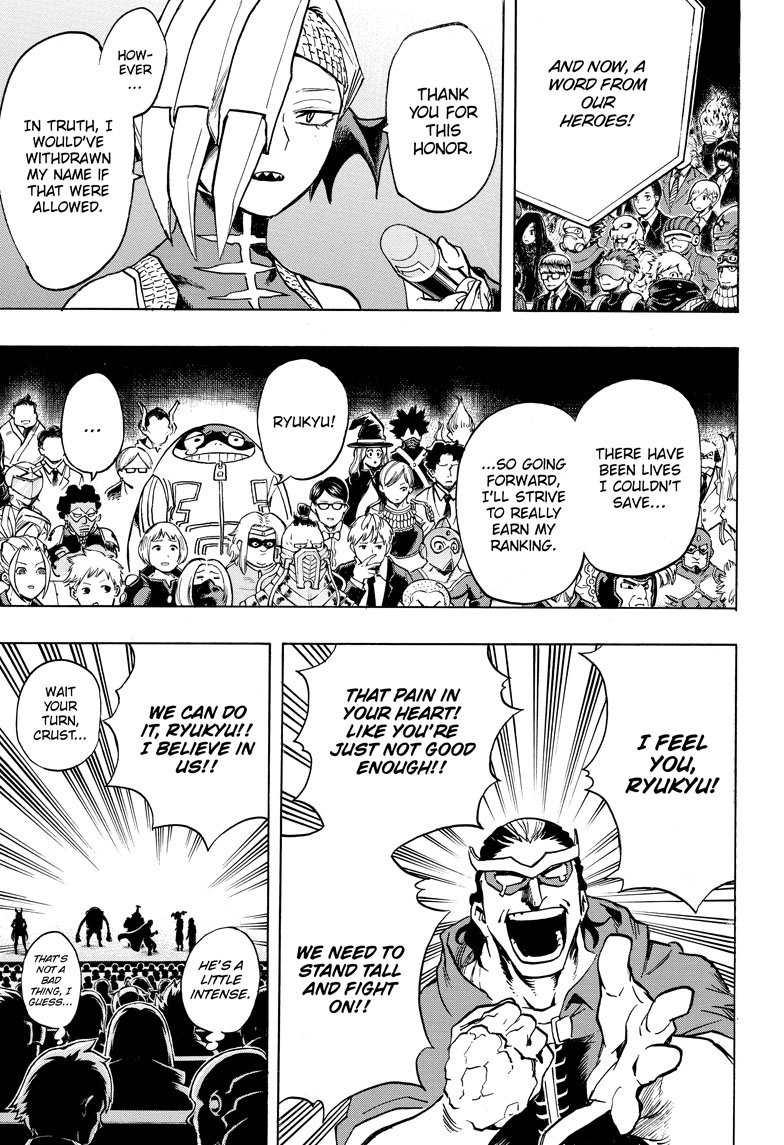 AND NOW, A
WORD FROM
OUR
HEROES!
THANK
YOU FOR
THIS
HONOR.
HOW-
EVER
...
IN TRUTH, I
WOULD'VE
WITHDRAWN
MY NAME IF
THAT WERE
ALLOWED.
THERE HAVE
BEEN LIVES
I COULDN'T
SAVE...
...SO GOING
FORWARD,
I'LL STRIVE
TO REALLY
EARN MY
RANKING.
RYUKYU!
...
I FEEL
YOU,
RYUKYU!
THAT PAIN IN
YOUR HEART!
LIKE YOU'RE
JUST NOT GOOD
ENOUGH!!
WE NEED TO
STAND TALL
AND FIGHT
ON!!
WE CAN DO
IT, RYUKYU!!
I BELIEVE IN
US!!
WAIT
YOUR
TURN,
CRUST...
HE'S A
LITTLE
INTENSE.
THAT'S
NOT A
BAD
THING, I
GUESS...